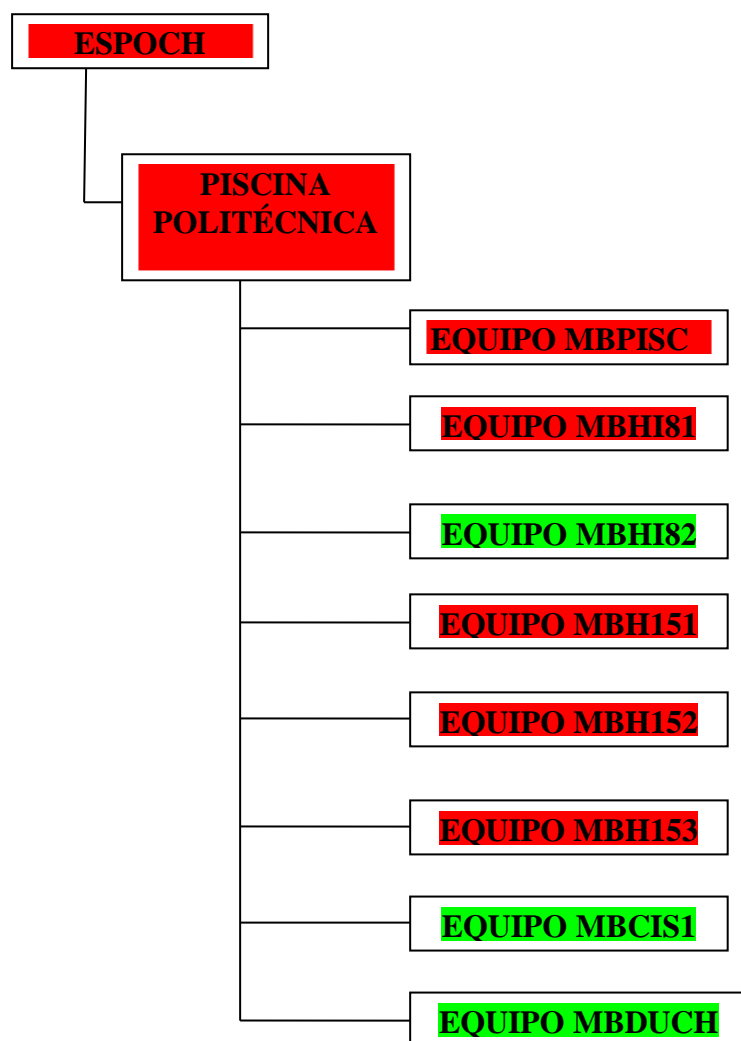 ESPOCH
PISCINA
POLITÉCNICA
EQUIPO MBPISC
EQUIPO MBHI81
EQUIPO MBHI82
EQUIPO MBH151
EQUIPO MBH152
EQUIPO MBH153
EQUIPO MBCIS1
EQUIPO MBDUCH